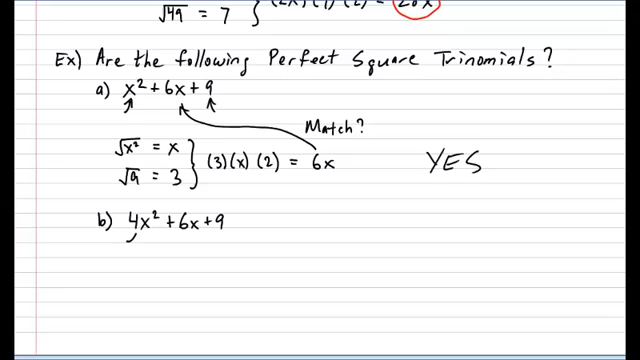 √49 = 7 } (2x)(7)(2) = 28x
Ex) Are the following Perfect Square Trinomials?
a) x² + 6x + 9
Match?
√x² = x
√9 = 3 } (3)(x)(2) = 6x YES
b) 4x² + 6x + 9